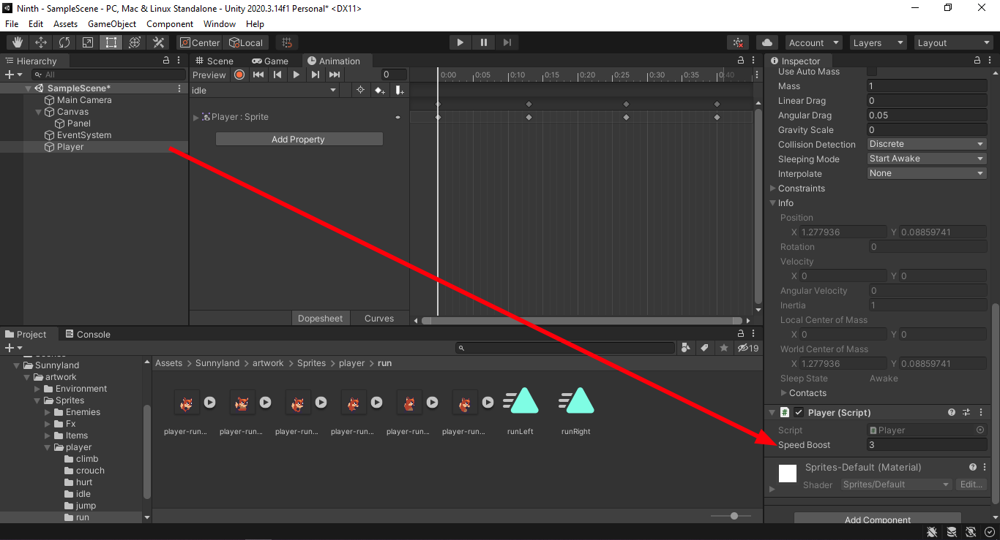 Ninth - SampleScene - PC, Mac & Linux Standalone - Unity 2020.3.14f1 Personal* <DX11>
File Edit Assets GameObject Component Window Help
Center Local Account Layers Layout
Hierarchy
All
SampleScene*
Main Camera
Canvas
Panel
EventSystem
Player
Scene Game Animation
Preview 0
idle
0:00 0:05 0:10 0:15 0:20 0:25 0:30 0:35 0:40
Player : Sprite
Add Property
Dopesheet Curves
Inspector
Use Auto Mass
Mass 1
Linear Drag 0
Angular Drag 0.05
Gravity Scale 0
Collision Detection Discrete
Sleeping Mode Start Awake
Interpolate None
Constraints
Info
Position
X 1.277936 Y 0.08859741
Rotation 0
Velocity
X 0 Y 0
Angular Velocity 0
Inertia 1
Local Center of Mass
X 0 Y 0
World Center of Mass
X 1.277936 Y 0.08859741
Sleep State Awake
Contacts
Player (Script)
Script Player
Speed Boost 3
Sprites-Default (Material)
Shader Sprites/Default Edit...
Add Component
Project Console
19
Sunnyland
artwork
Environment
Sprites
Enemies
Fx
Items
player
climb
crouch
hurt
idle
jump
run
Assets > Sunnyland > artwork > Sprites > player > run
player-run... player-run... player-run... player-run... player-run... player-run... runLeft runRight